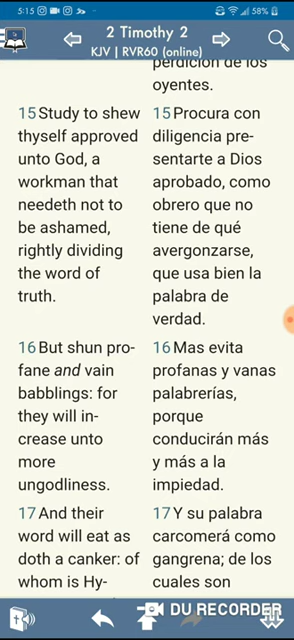 5:15
58%
2 Timothy 2
KJV | RVR60 (online)
perdición de los
oyentes.
15 Study to shew
thyself approved
unto God, a
workman that
needeth not to
be ashamed,
rightly dividing
the word of
truth.
15 Procura con
diligencia pre-
sentarte a Dios
aprobado, como
obrero que no
tiene de qué
avergonzarse,
que usa bien la
palabra de
verdad.
16 But shun pro-
fane and vain
babblings: for
they will in-
crease unto
more
ungodliness.
16 Mas evita
profanas y vanas
palabrerías,
porque
conducirán más
y más a la
impiedad.
17 And their
word will eat as
doth a canker: of
whom is Hy-
17 Y su palabra
carcomerá como
gangrena; de los
cuales son
DU RECORDER